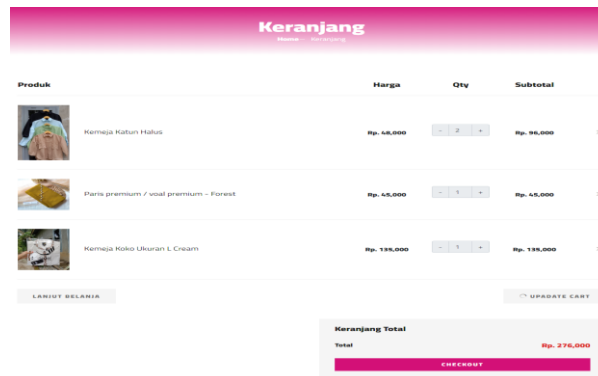 Keranjang
Home - Keranjang
Produk Harga Qty Subtotal
Kemeja Katun Halus Rp. 48,000 - 2 + Rp. 96,000
Paris premium / voal premium - Forest Rp. 45,000 - 1 + Rp. 45,000
Kemeja Koko Ukuran L Cream Rp. 135,000 - 1 + Rp. 135,000
LANJUT BELANJA UPADATE CART
Keranjang Total
Total Rp. 276,000
CHECKOUT